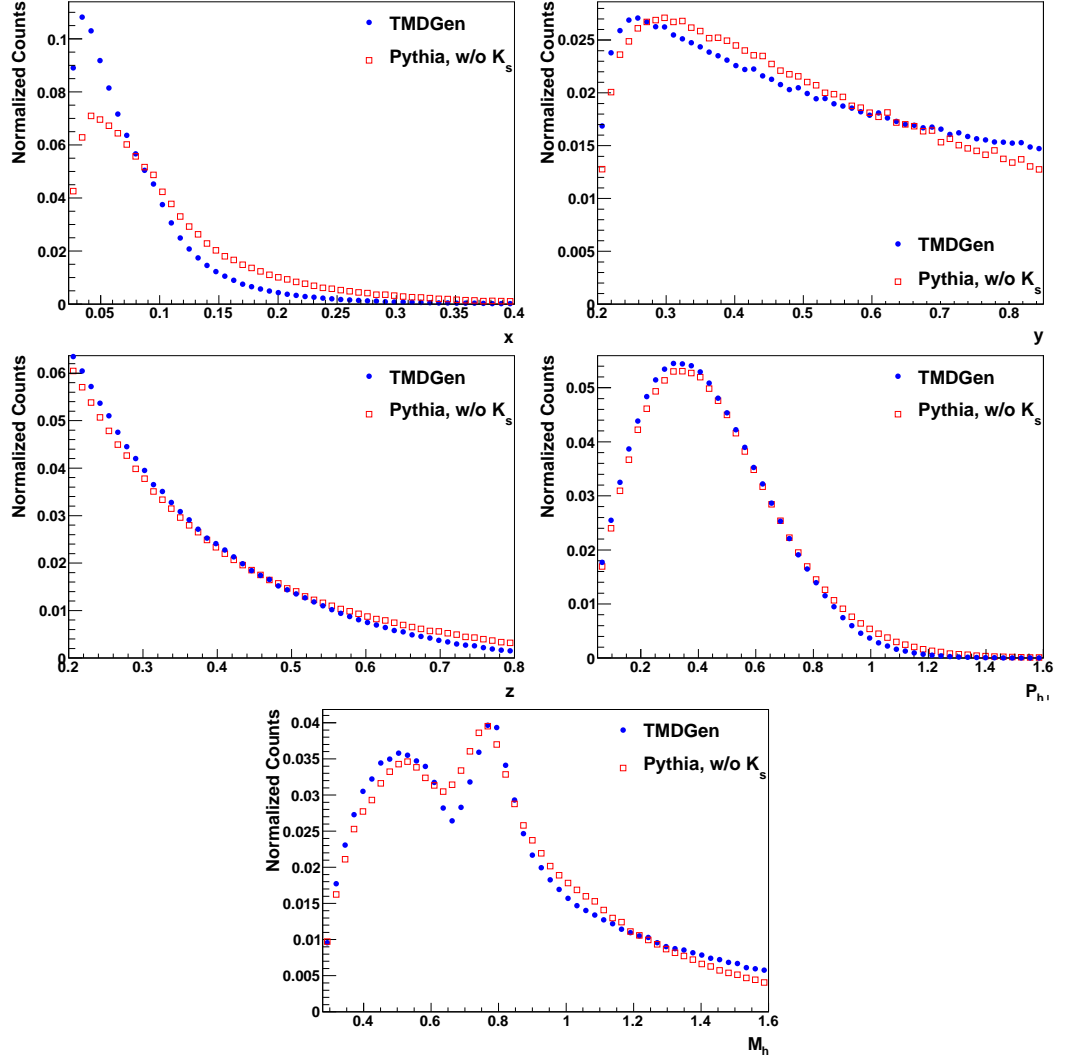 Normalized Counts
0.1
0.08
0.06
0.04
0.02
0
TMDGen
Pythia, w/o Ks
0.05 0.1 0.15 0.2 0.25 0.3 0.35 0.4
x
Normalized Counts
0.025
0.02
0.015
0.01
0.005
0
TMDGen
Pythia, w/o Ks
0.2 0.3 0.4 0.5 0.6 0.7 0.8
y
Normalized Counts
0.06
0.05
0.04
0.03
0.02
0.01
0
TMDGen
Pythia, w/o Ks
0.2 0.3 0.4 0.5 0.6 0.7 0.8
z
Normalized Counts
0.05
0.04
0.03
0.02
0.01
0
TMDGen
Pythia, w/o Ks
0.2 0.4 0.6 0.8 1 1.2 1.4 1.6
Ph⊥
Normalized Counts
0.04
0.035
0.03
0.025
0.02
0.015
0.01
0.005
0
TMDGen
Pythia, w/o Ks
0.4 0.6 0.8 1 1.2 1.4 1.6
Mh